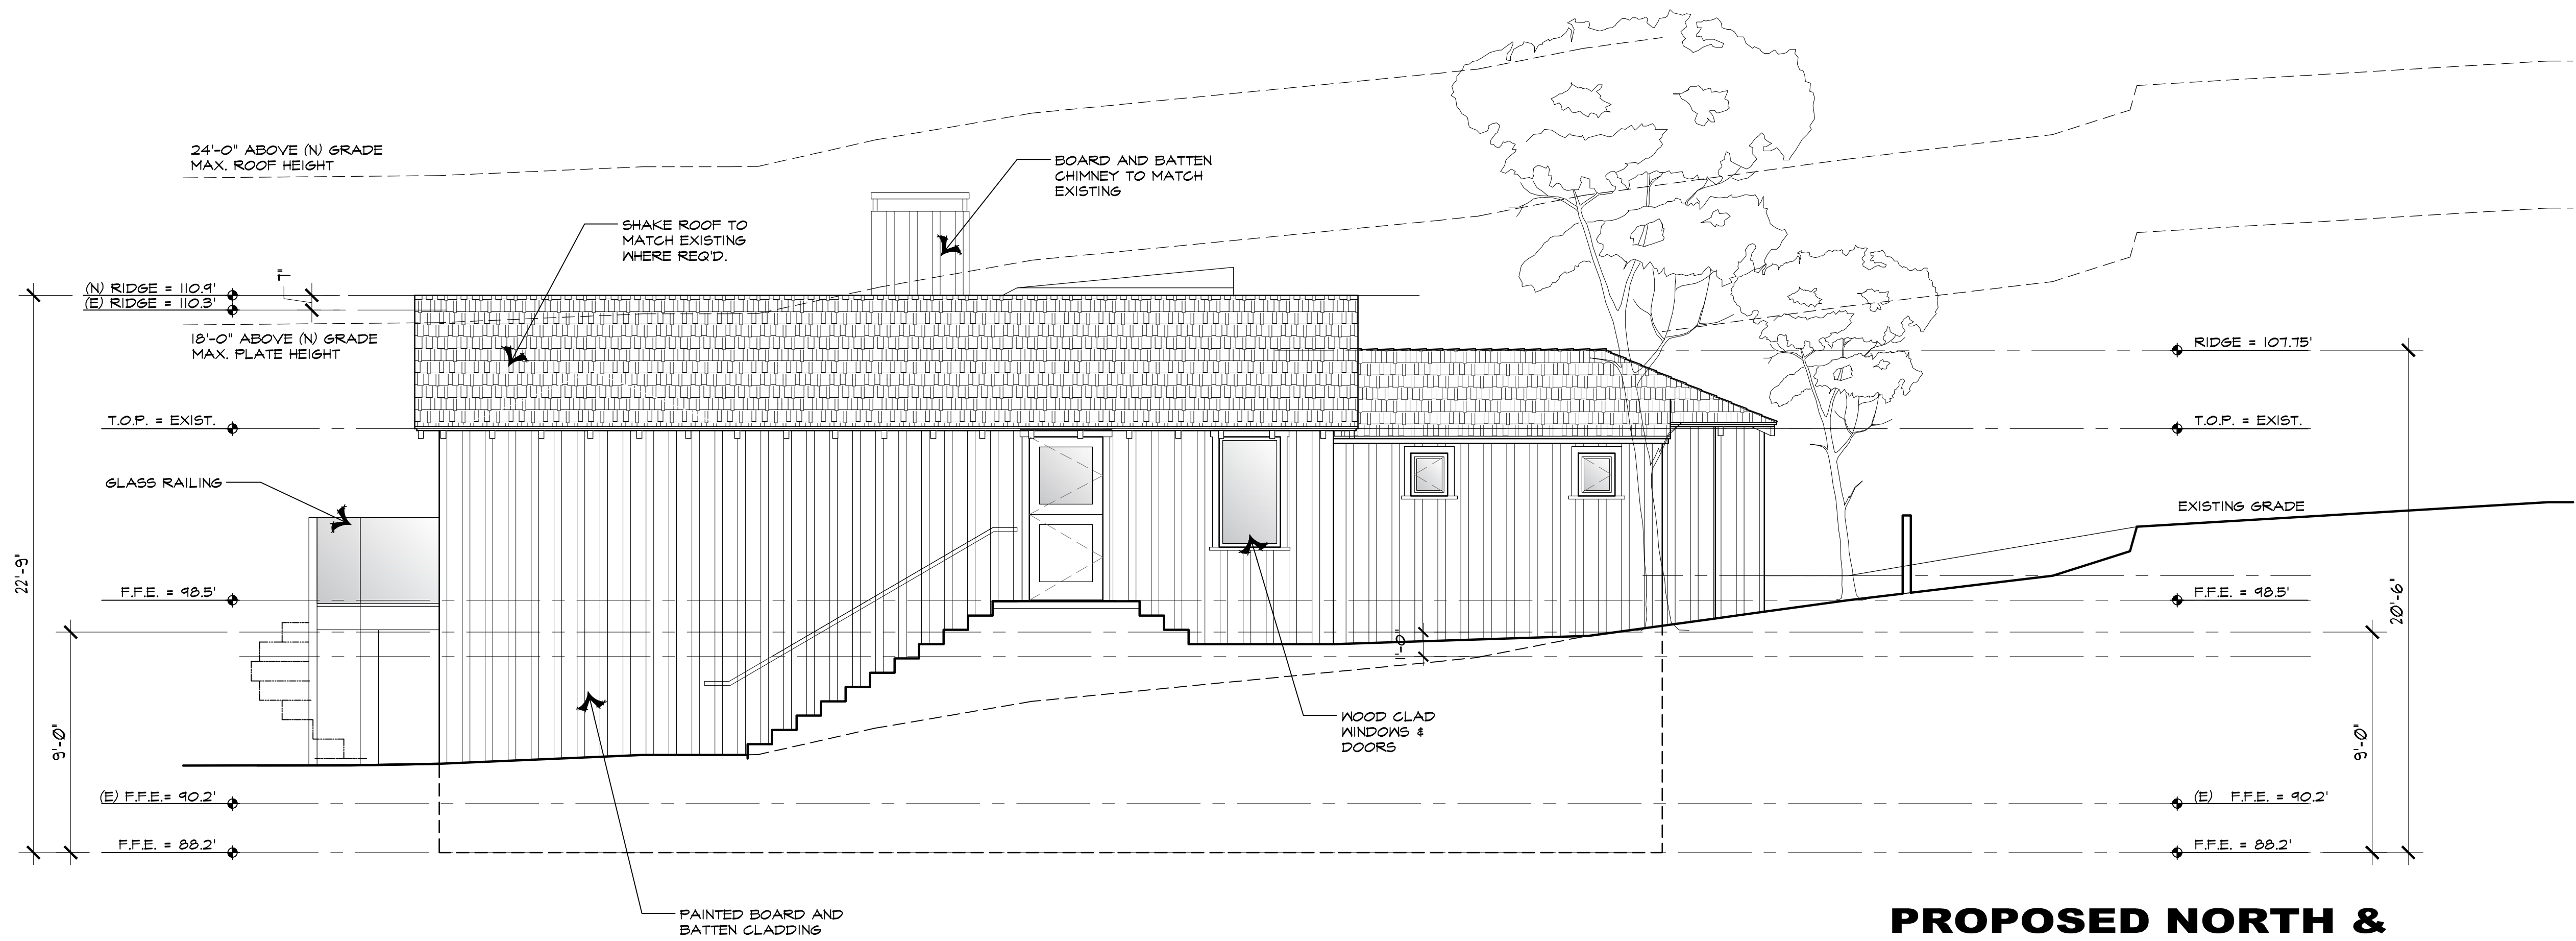 24'-0" ABOVE (N) GRADE
MAX. ROOF HEIGHT
BOARD AND BATTEN
CHIMNEY TO MATCH
EXISTING
SHAKE ROOF TO
MATCH EXISTING
WHERE REQ'D.
(N) RIDGE = 110.9'
(E) RIDGE = 110.3'
18'-0" ABOVE (N) GRADE
MAX. PLATE HEIGHT
RIDGE = 107.75'
T.O.P. = EXIST.
T.O.P. = EXIST.
GLASS RAILING
EXISTING GRADE
22'-9"
F.F.E. = 98.5'
F.F.E. = 98.5'
20'-6"
1'-0"
WOOD CLAD
WINDOWS &
DOORS
9'-0"
9'-0"
(E) F.F.E.= 90.2'
(E) F.F.E. = 90.2'
F.F.E. = 88.2'
F.F.E. = 88.2'
PAINTED BOARD AND
BATTEN CLADDING
PROPOSED NORTH &